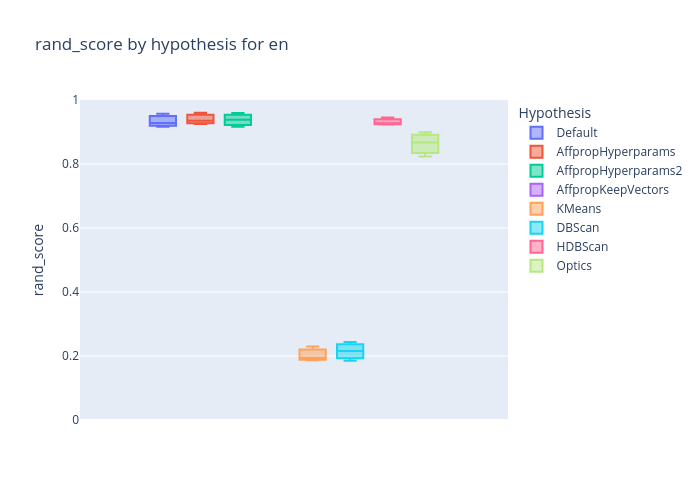 rand_score by hypothesis for en
rand_score
1
0.8
0.6
0.4
0.2
0
Hypothesis
Default
AffpropHyperparams
AffpropHyperparams2
AffpropKeepVectors
KMeans
DBScan
HDBScan
Optics